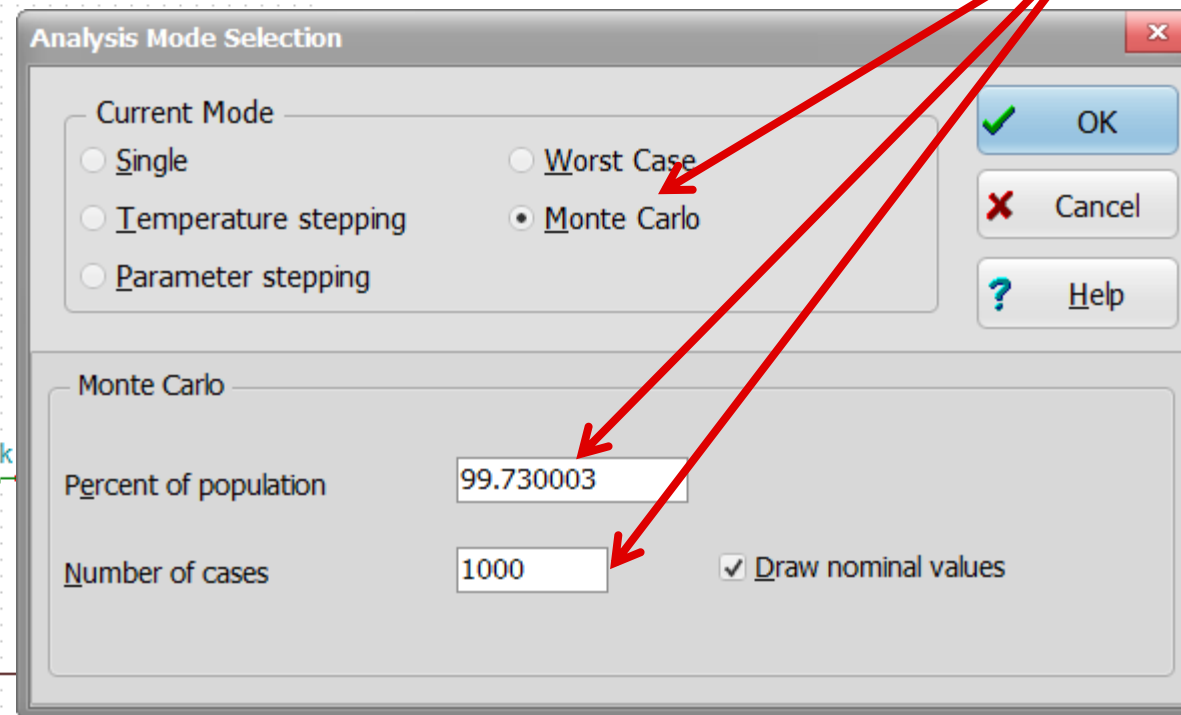 Analysis Mode Selection
Current Mode
Single
Worst Case
Temperature stepping
Monte Carlo
Parameter stepping
OK
Cancel
? Help
Monte Carlo
k
Percent of population
99.730003
Number of cases
1000
Draw nominal values